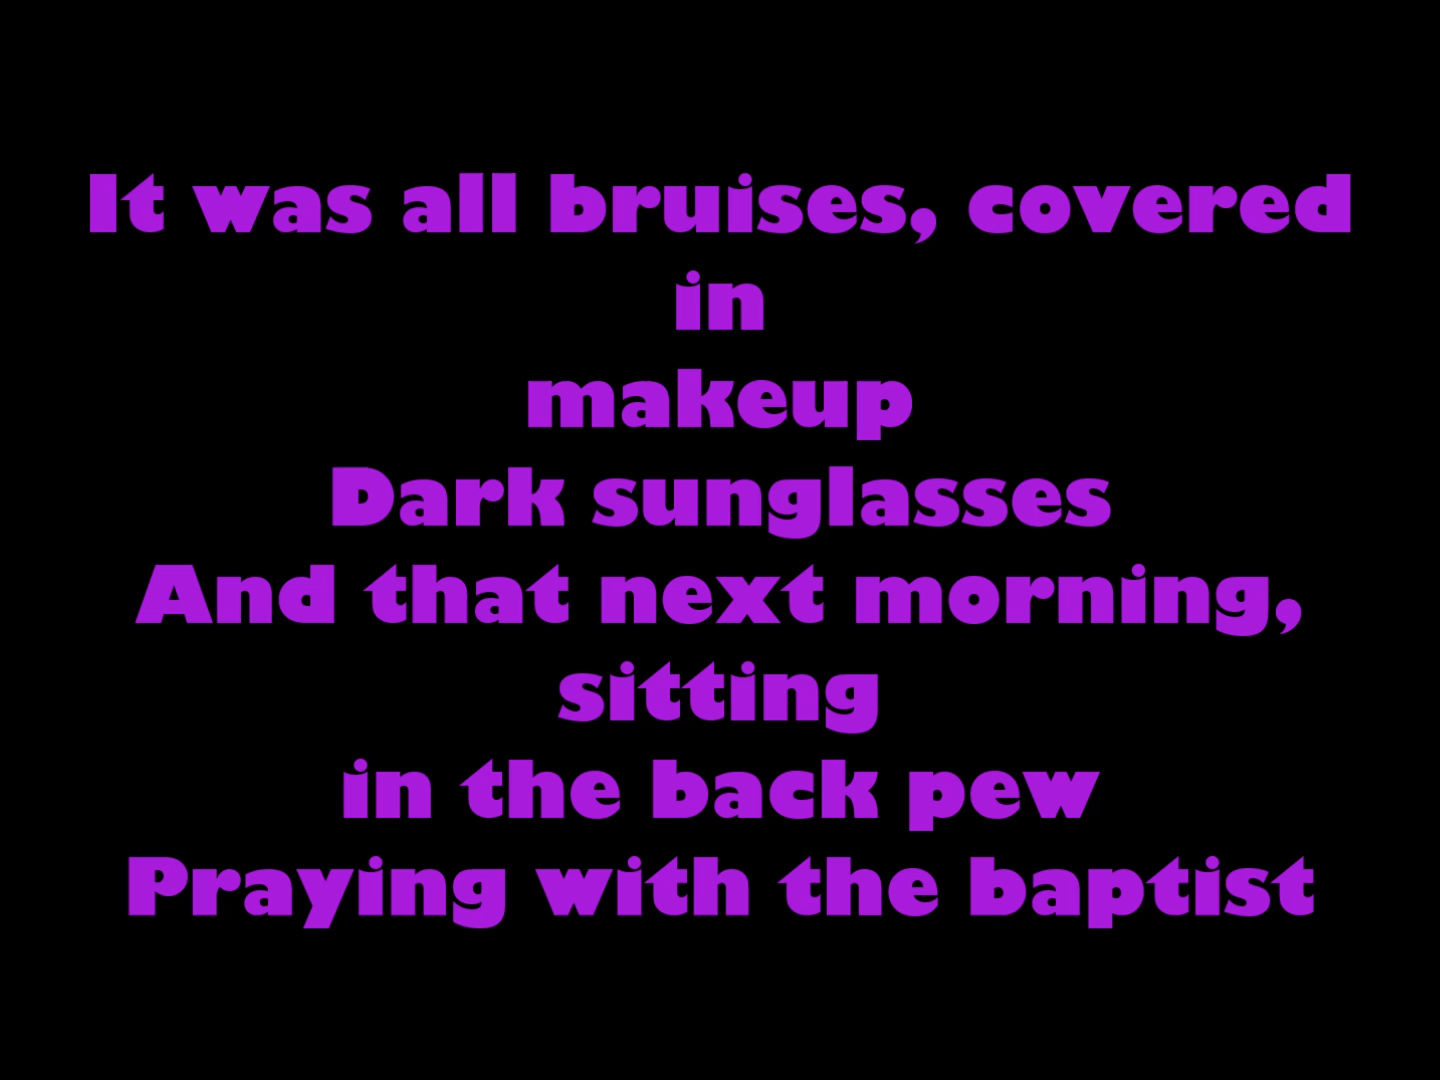 It was all bruises, covered
in
makeup
Dark sunglasses
And that next morning,
sitting
in the back pew
Praying with the baptist